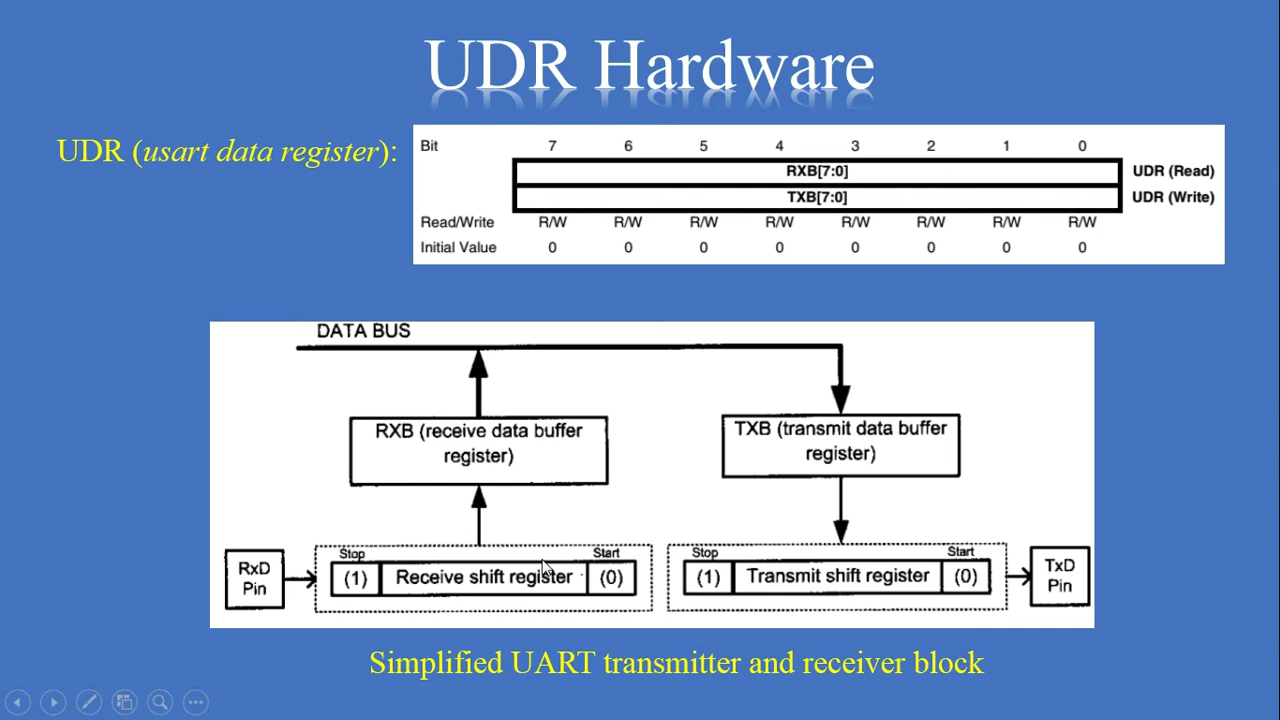 UDR Hardware
UDR (usart data register):
Bit 7 6 5 4 3 2 1 0
RXB[7:0] UDR (Read)
TXB[7:0] UDR (Write)
Read/Write R/W R/W R/W R/W R/W R/W R/W R/W
Initial Value 0 0 0 0 0 0 0 0
DATA BUS
RXB (receive data buffer
register)
TXB (transmit data buffer
register)
RxD
Pin
Stop Start
(1) Receive shift register (0)
Stop Start
(1) Transmit shift register (0)
TxD
Pin
Simplified UART transmitter and receiver block